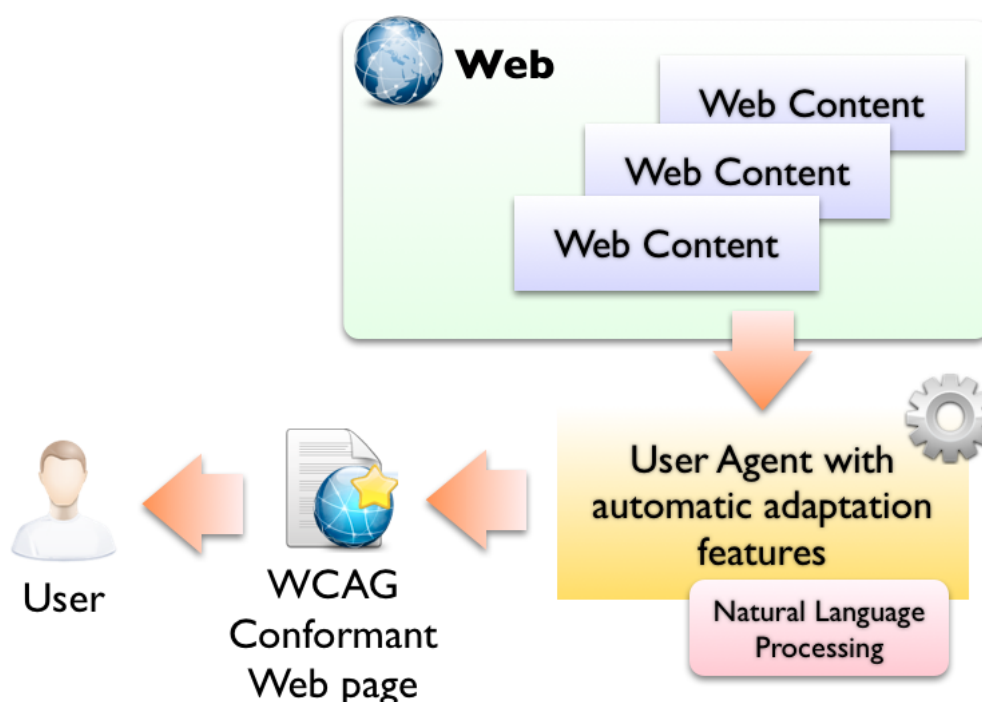 Web
Web Content
Web Content
Web Content
User Agent with
automatic adaptation
features
Natural Language
Processing
WCAG
Conformant
Web page
User